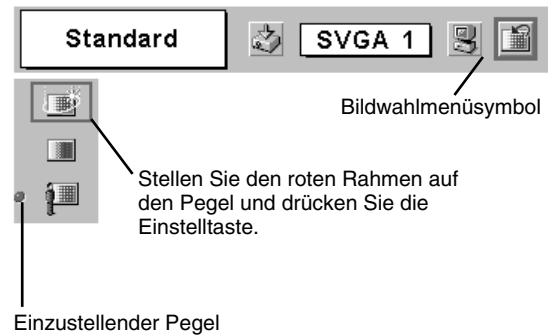 Standard
SVGA 1
Bildwahlmenüsymbol
Stellen Sie den roten Rahmen auf
den Pegel und drücken Sie die
Einstelltaste.
Einzustellender Pegel